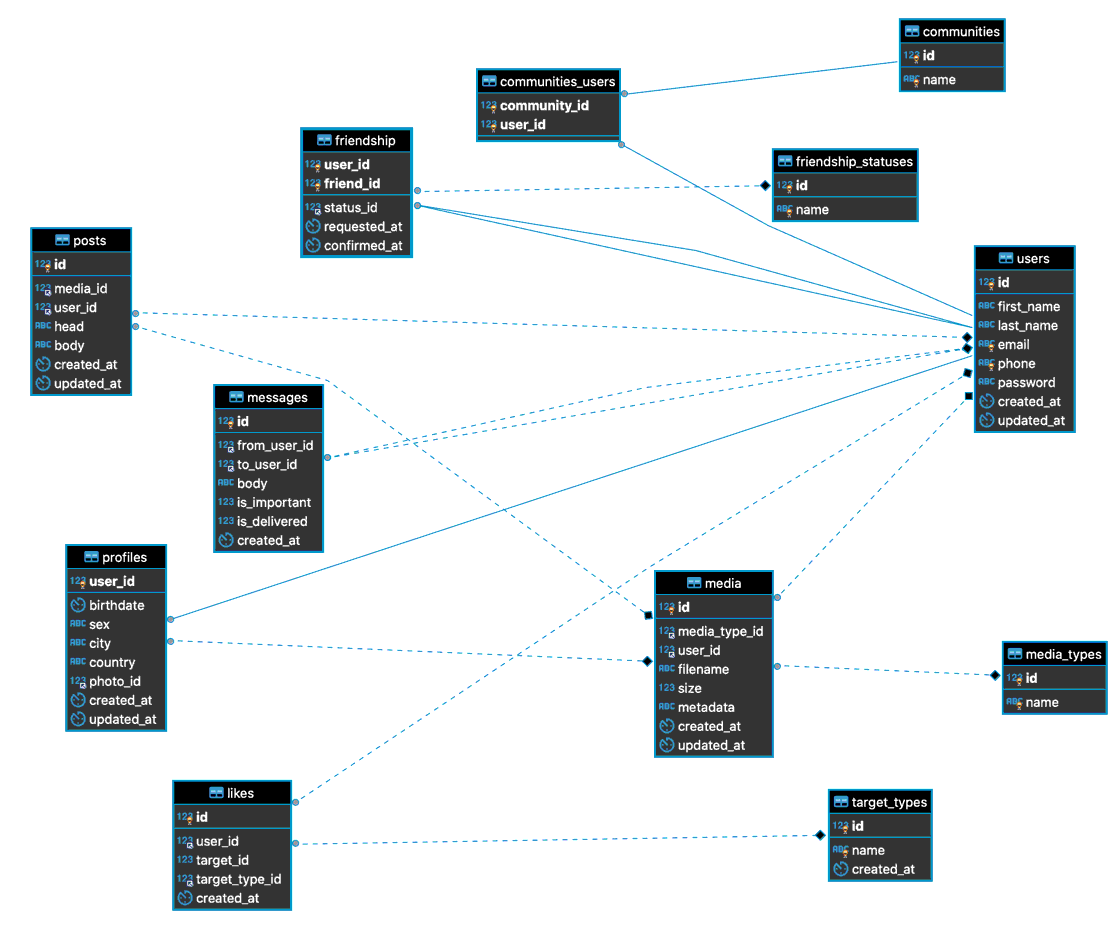 communities
123 id
ABC name
communities_users
123 community_id
123 user_id
friendship
123 user_id
123 friend_id
123 status_id
requested_at
confirmed_at
friendship_statuses
123 id
ABC name
posts
123 id
123 media_id
123 user_id
ABC head
ABC body
created_at
updated_at
users
123 id
ABC first_name
ABC last_name
ABC email
ABC phone
ABC password
created_at
updated_at
messages
123 id
123 from_user_id
123 to_user_id
ABC body
123 is_important
123 is_delivered
created_at
profiles
123 user_id
birthdate
ABC sex
ABC city
ABC country
123 photo_id
created_at
updated_at
media
123 id
123 media_type_id
123 user_id
ABC filename
123 size
ABC metadata
created_at
updated_at
media_types
123 id
ABC name
likes
123 id
123 user_id
123 target_id
123 target_type_id
created_at
target_types
123 id
ABC name
created_at